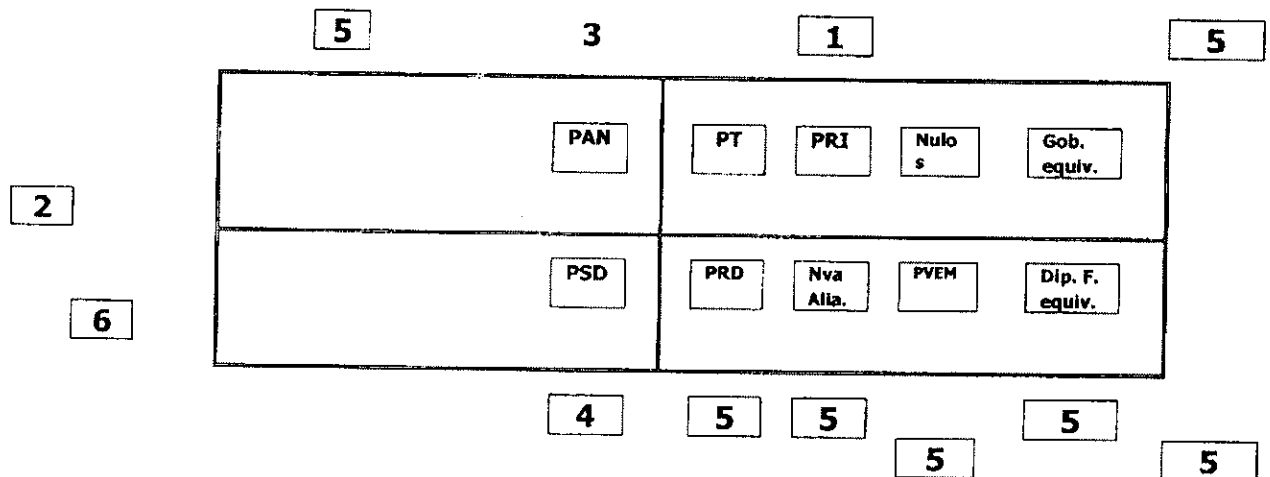 5 3 1 5
PAN PT PRI Nulo Gob.
s equiv.
2
PSD PRD Nva PVEM Dip. F.
Alia. equiv.
6
4 5 5 5
5 5